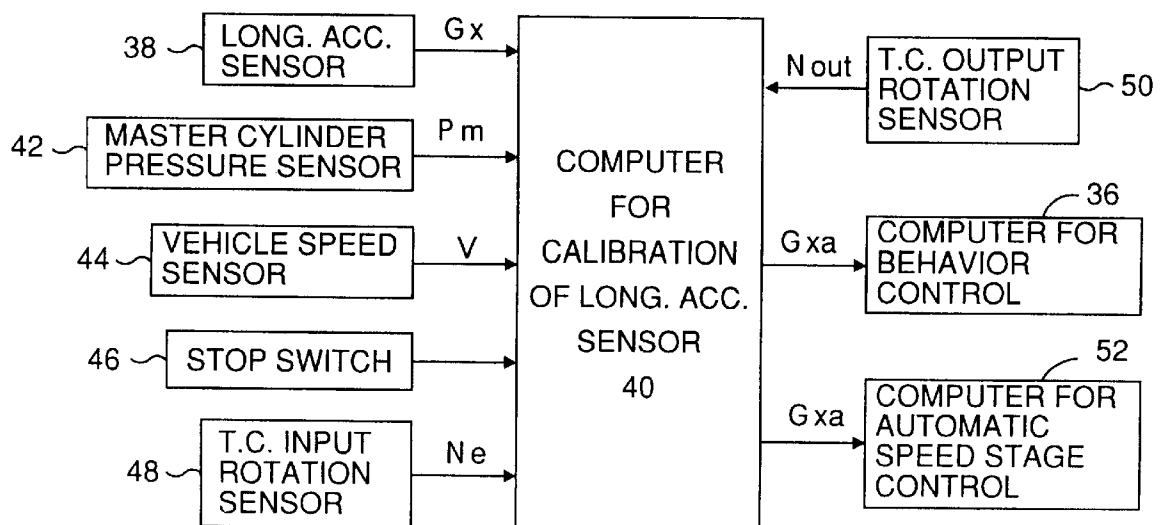 38
LONG. ACC.
SENSOR
Gx
42
MASTER CYLINDER
PRESSURE SENSOR
Pm
44
VEHICLE SPEED
SENSOR
V
46
STOP SWITCH
48
T.C. INPUT
ROTATION
SENSOR
Ne
COMPUTER
FOR
CALIBRATION
OF LONG. ACC.
SENSOR
40
Nout
T.C. OUTPUT
ROTATION
SENSOR
50
Gxa
36
COMPUTER FOR
BEHAVIOR
CONTROL
Gxa
52
COMPUTER FOR
AUTOMATIC
SPEED STAGE
CONTROL